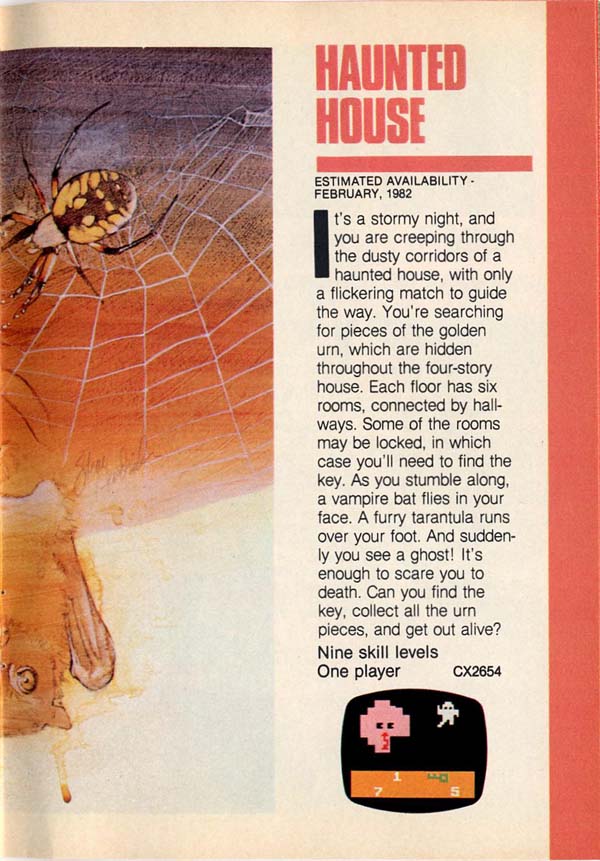 HAUNTED
HOUSE
ESTIMATED AVAILABILITY -
FEBRUARY, 1982
It's a stormy night, and
you are creeping through
the dusty corridors of a
haunted house, with only
a flickering match to guide
the way. You're searching
for pieces of the golden
urn, which are hidden
throughout the four-story
house. Each floor has six
rooms, connected by hall-
ways. Some of the rooms
may be locked, in which
case you'll need to find the
key. As you stumble along,
a vampire bat flies in your
face. A furry tarantula runs
over your foot. And sudden-
ly you see a ghost! It's
enough to scare you to
death. Can you find the
key, collect all the urn
pieces, and get out alive?
Nine skill levels
One player CX2654
1
7 5